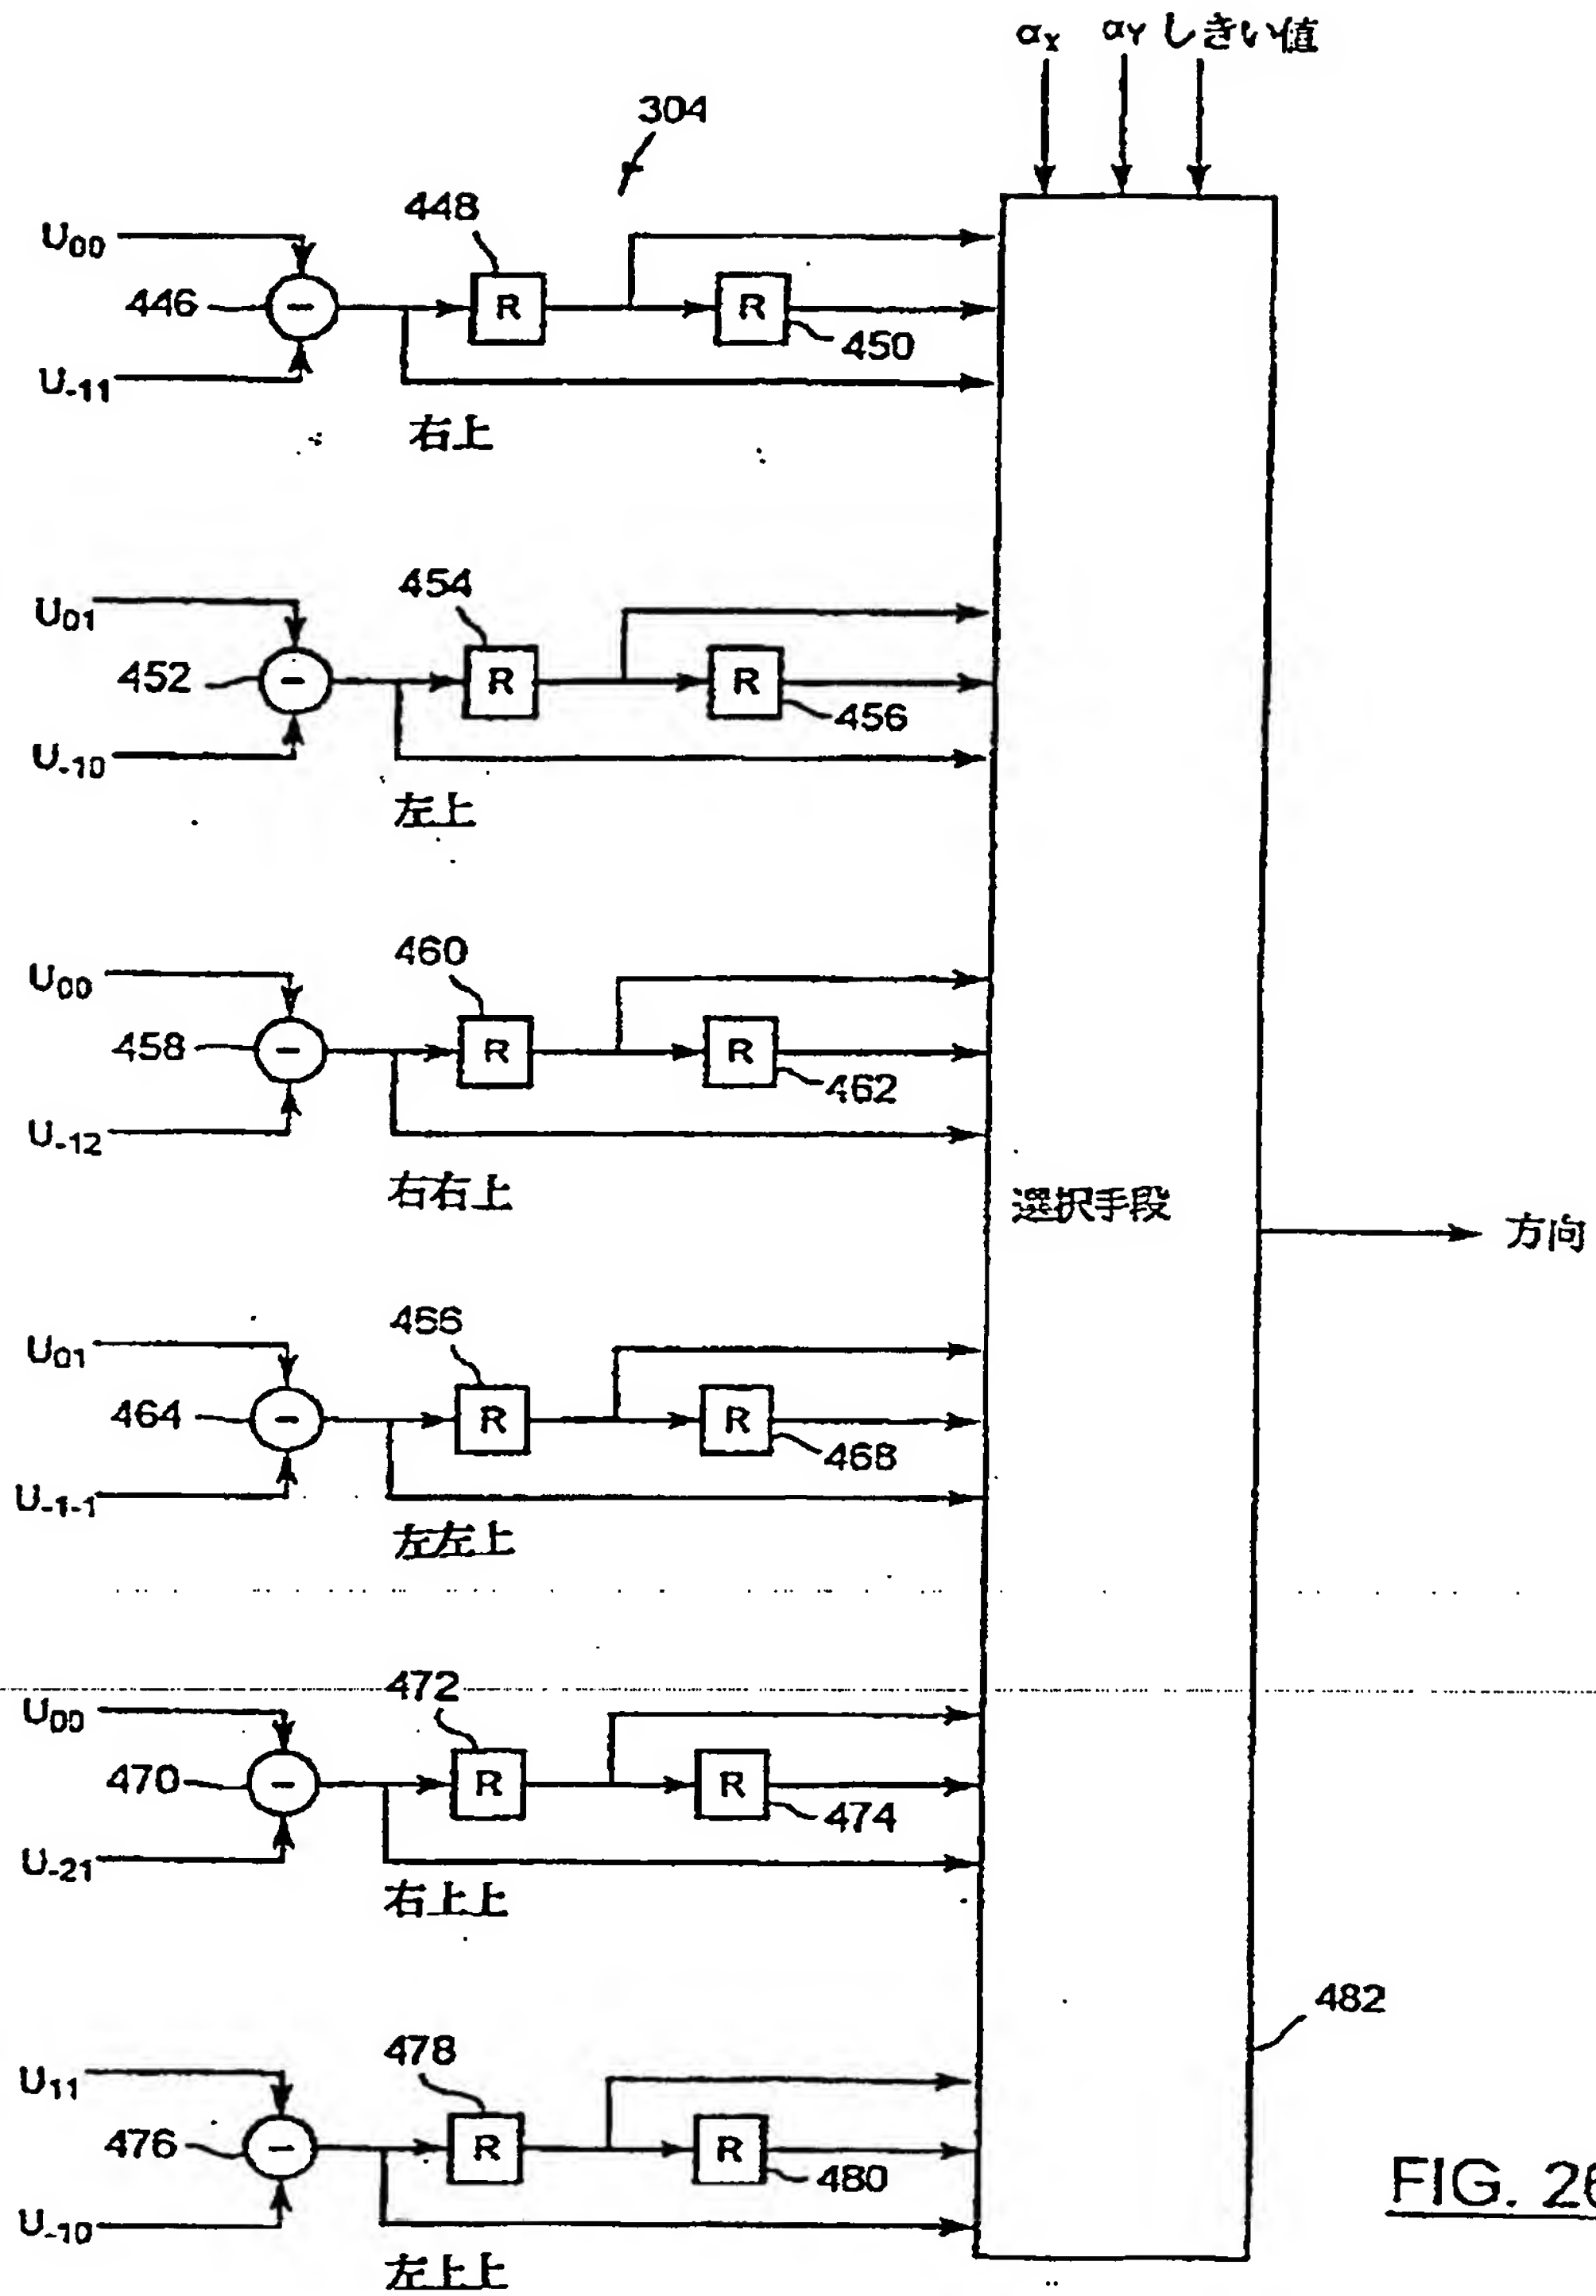 αX αY しきい値
304
448
U00
R R
446 −
450
U-11
右上
454
U01
R R
452 −
456
U-10
左上
460
U00
R R
458 −
462
U-12
右右上
選択手段
方向
466
U01
R R
464 −
468
U-1-1
左左上
472
U00
R R
470 −
474
U-21
右上上
482
478
U11
R R
476 −
480
U-10
左上上
FIG. 26